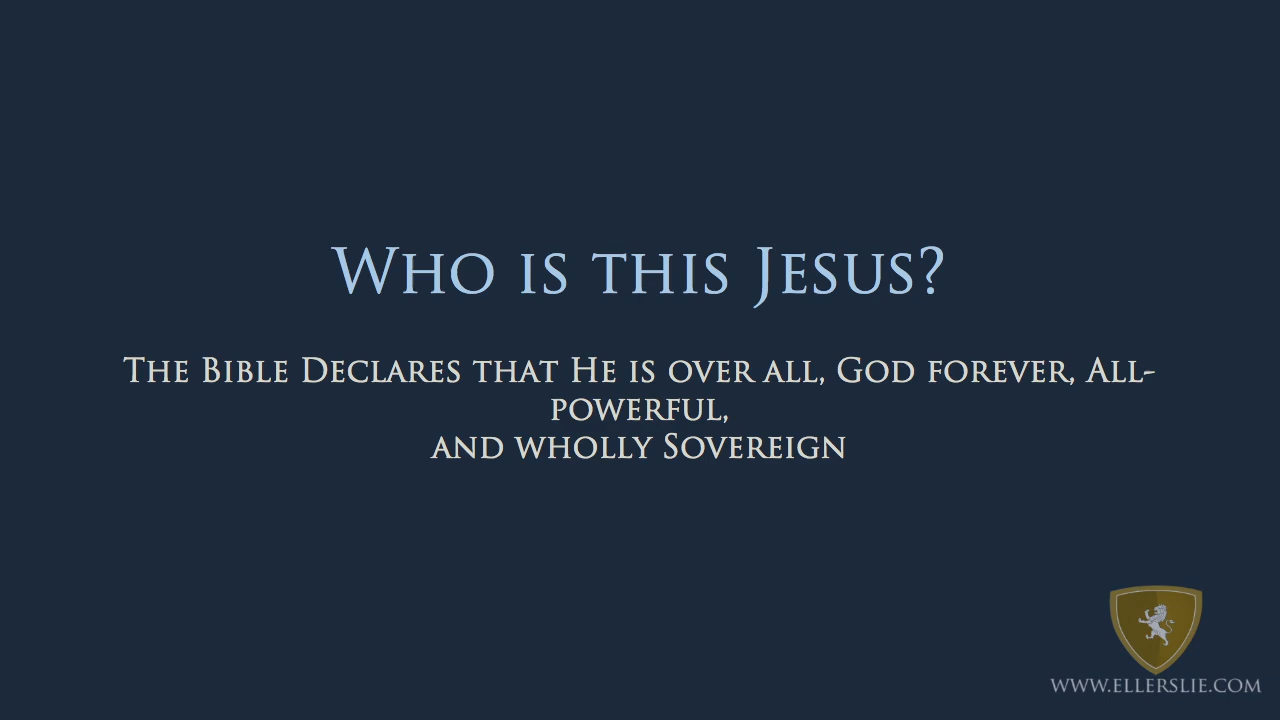 Who is this Jesus?
The Bible Declares that He is over all, God forever, All-
powerful,
and wholly Sovereign
www.ellerslie.com